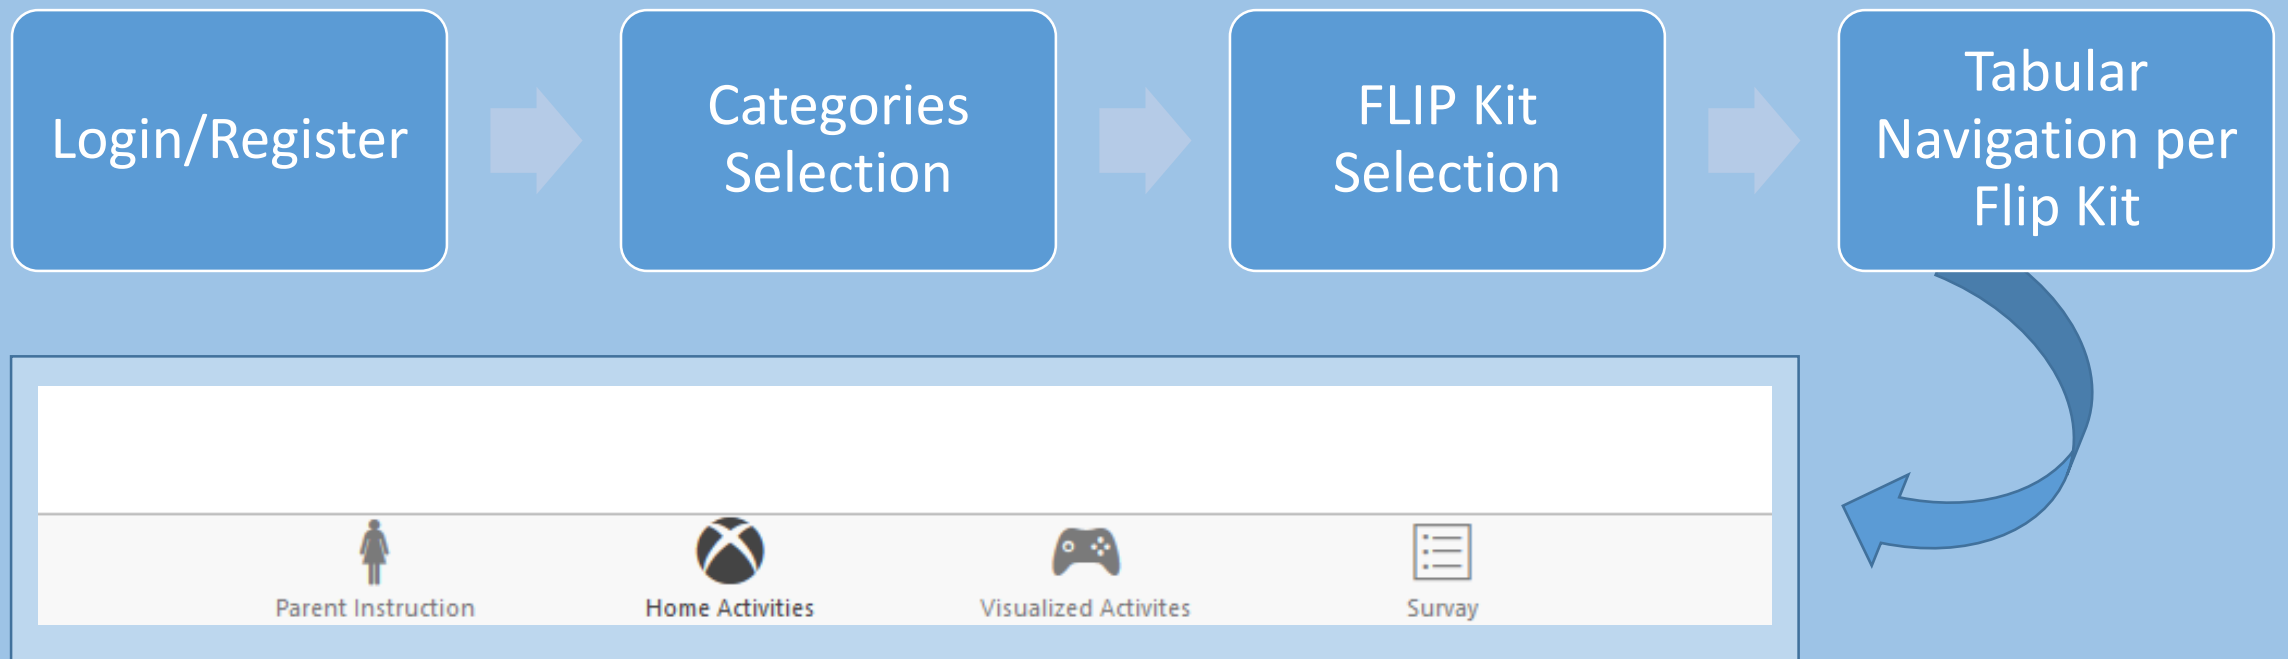 Login/Register
Categories
Selection
FLIP Kit
Selection
Tabular
Navigation per
Flip Kit
Parent Instruction
Home Activities
Visualized Activites
Survay